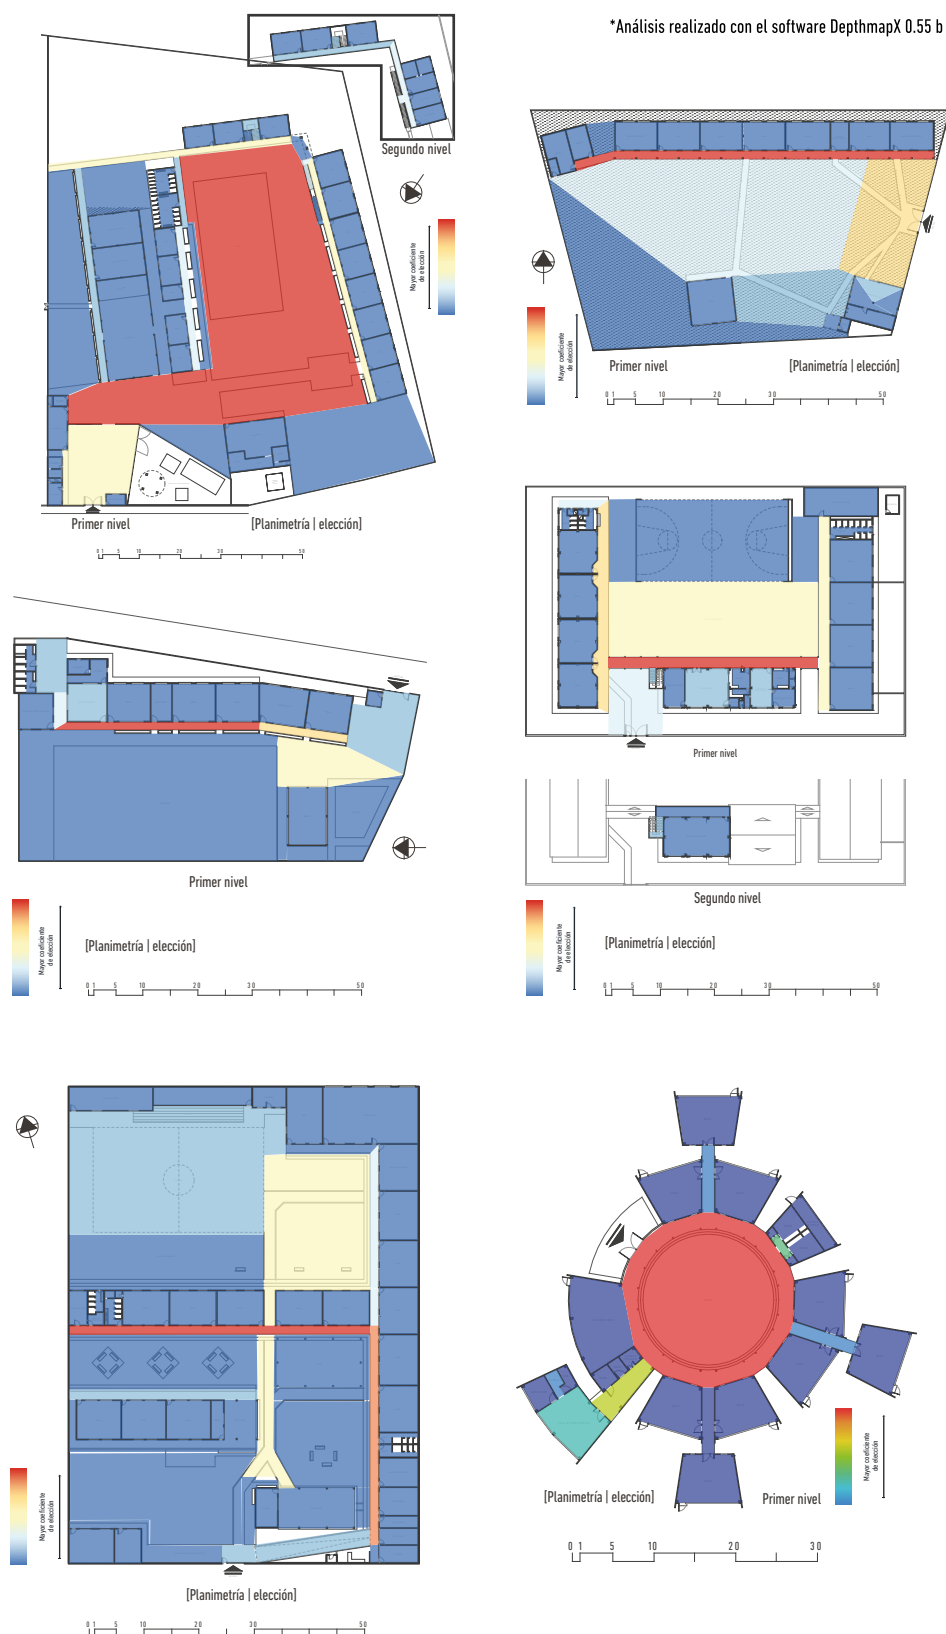 *Análisis realizado con el software DepthmapX 0.55 b
Segundo nivel
Mayor coeficiente
de elección
Primer nivel
[Planimetría | elección]
0 1 5 10 20 30 50
Mayor coeficiente
de elección
Primer nivel
[Planimetría | elección]
0 1 5 10 20 30 50
Primer nivel
Mayor coeficiente
de elección
[Planimetría | elección]
0 1 5 10 20 30 50
Primer nivel
Segundo nivel
Mayor coeficiente
de elección
[Planimetría | elección]
0 1 5 10 20 30 50
Mayor coeficiente
de elección
[Planimetría | elección]
0 1 5 10 20 30 50
Mayor coeficiente
de elección
[Planimetría | elección]
Primer nivel
0 1 5 10 20 30